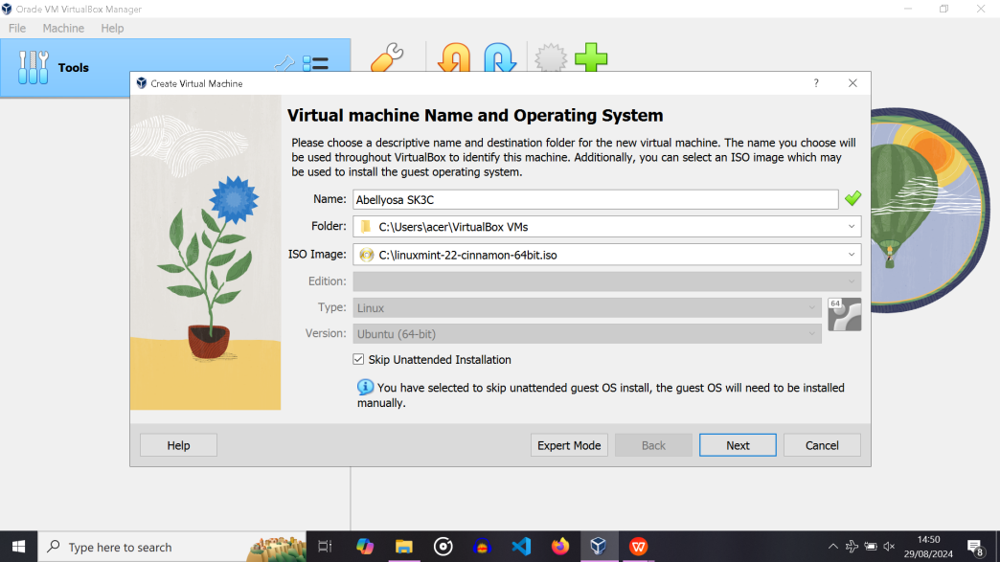 Oracle VM VirtualBox Manager
File Machine Help
Tools
Create Virtual Machine
?
Virtual machine Name and Operating System
Please choose a descriptive name and destination folder for the new virtual machine. The name you choose will
be used throughout VirtualBox to identify this machine. Additionally, you can select an ISO image which may
be used to install the guest operating system.
Name: Abellyosa SK3C
Folder: C:\Users\acer\VirtualBox VMs
ISO Image: C:\linuxmint-22-cinnamon-64bit.iso
Edition:
Type: Linux
64
Version: Ubuntu (64-bit)
Skip Unattended Installation
You have selected to skip unattended guest OS install, the guest OS will need to be installed
manually.
Help Expert Mode Back Next Cancel
Type here to search
14:50
29/08/2024
8